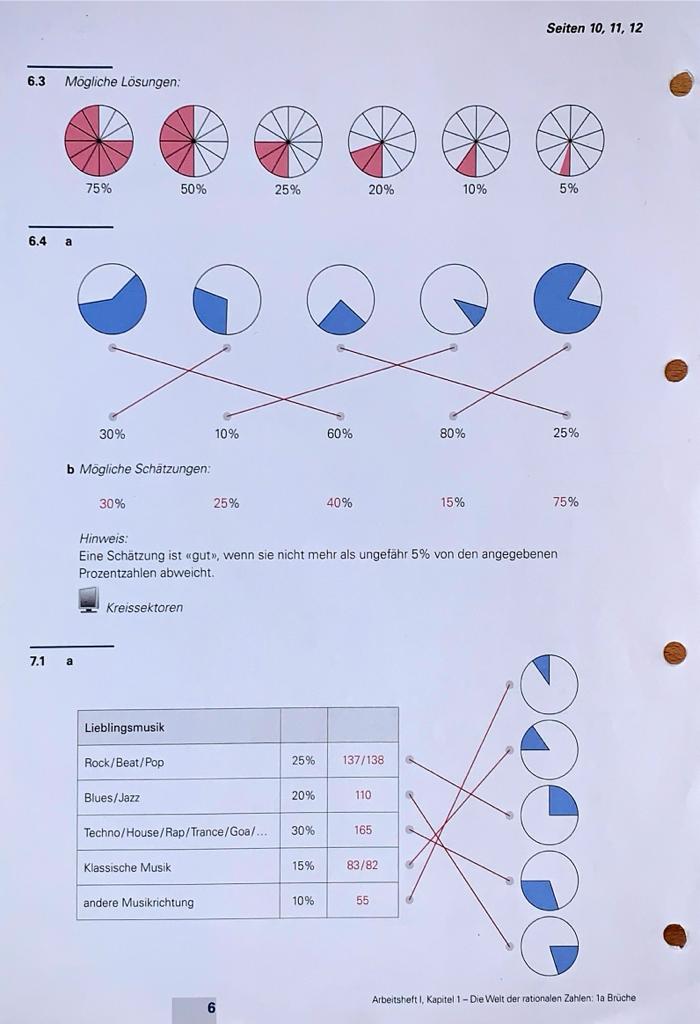 Seiten 10, 11, 12
6.3 Mögliche Lösungen:
75% 50% 25% 20% 10% 5%
6.4 a
30% 10% 60% 80% 25%
b Mögliche Schätzungen:
30% 25% 40% 15% 75%
Hinweis:
Eine Schätzung ist «gut», wenn sie nicht mehr als ungefähr 5% von den angegebenen
Prozentzahlen abweicht.
Kreissektoren
7.1 a
Lieblingsmusik
Rock/Beat/Pop 25% 137/138
Blues/Jazz 20% 110
Techno/House/Rap/Trance/Goa/... 30% 165
Klassische Musik 15% 83/82
andere Musikrichtung 10% 55
6
Arbeitsheft I, Kapitel 1 – Die Welt der rationalen Zahlen: 1a Brüche